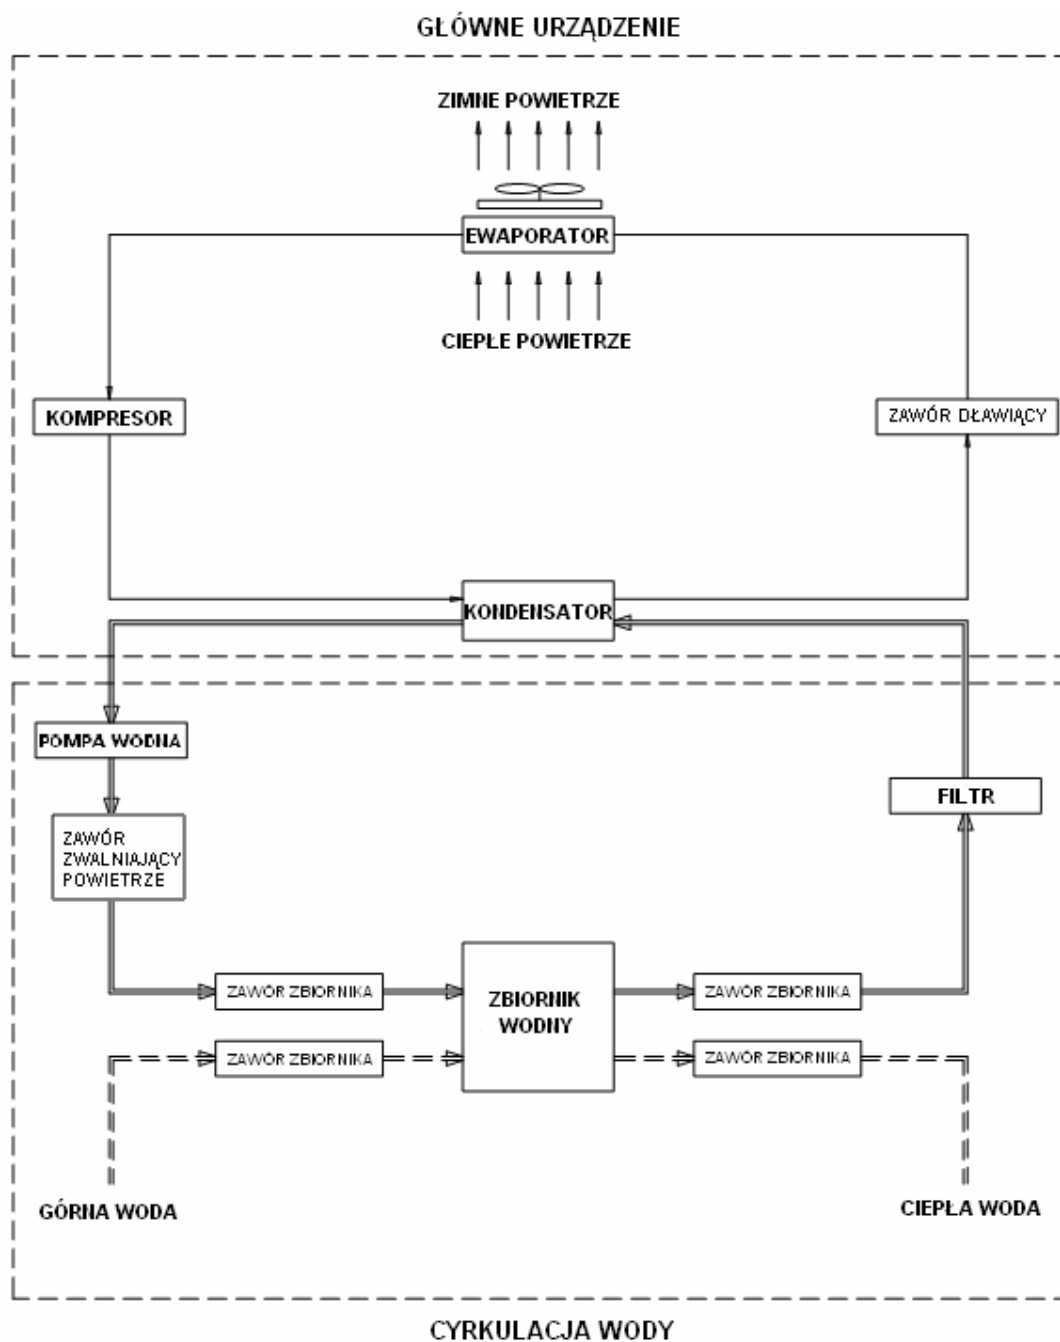 GŁÓWNE URZĄDZENIE
ZIMNE POWIETRZE
EWAPORATOR
CIEPŁE POWIETRZE
KOMPRESOR
ZAWÓR DŁAWIĄCY
KONDENSATOR
POMPA WODNA
FILTR
ZAWÓR
ZWALNIAJĄCY
POWIETRZE
ZAWÓR ZBIORNIKA
ZBIORNIK
WODNY
ZAWÓR ZBIORNIKA
ZAWÓR ZBIORNIKA
ZAWÓR ZBIORNIKA
GÓRNA WODA
CIEPŁA WODA
CYRKULACJA WODY